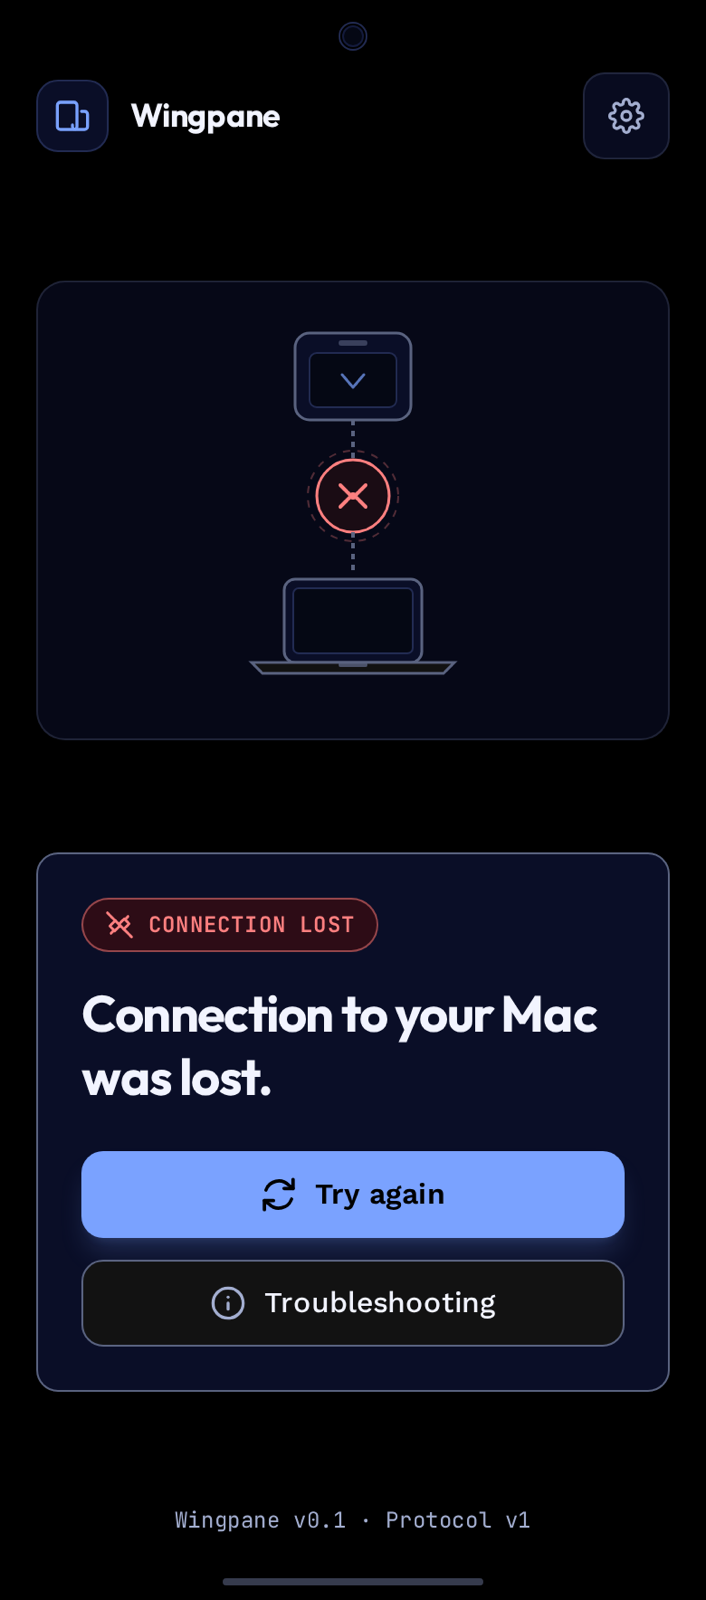 Wingpane
CONNECTION LOST
Connection to your Mac
was lost.
Try again
Troubleshooting
Wingpane v0.1 · Protocol v1